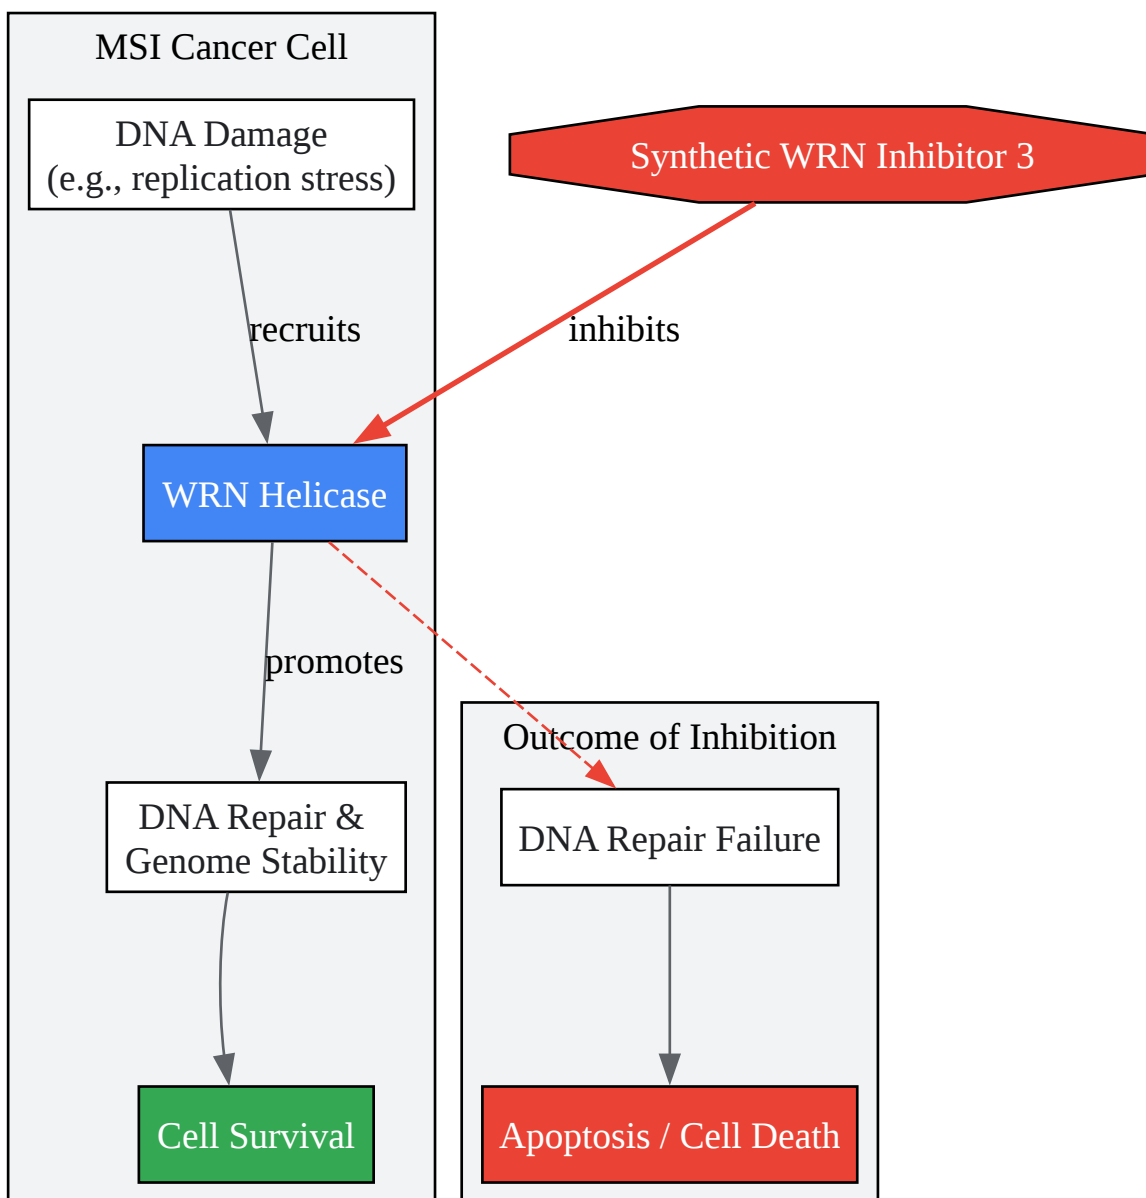 MSI Cancer Cell
DNA Damage
(e.g., replication stress)
Synthetic WRN Inhibitor 3
recruits
inhibits
WRN Helicase
promotes
Outcome of Inhibition
DNA Repair &
Genome Stability
DNA Repair Failure
Cell Survival
Apoptosis / Cell Death